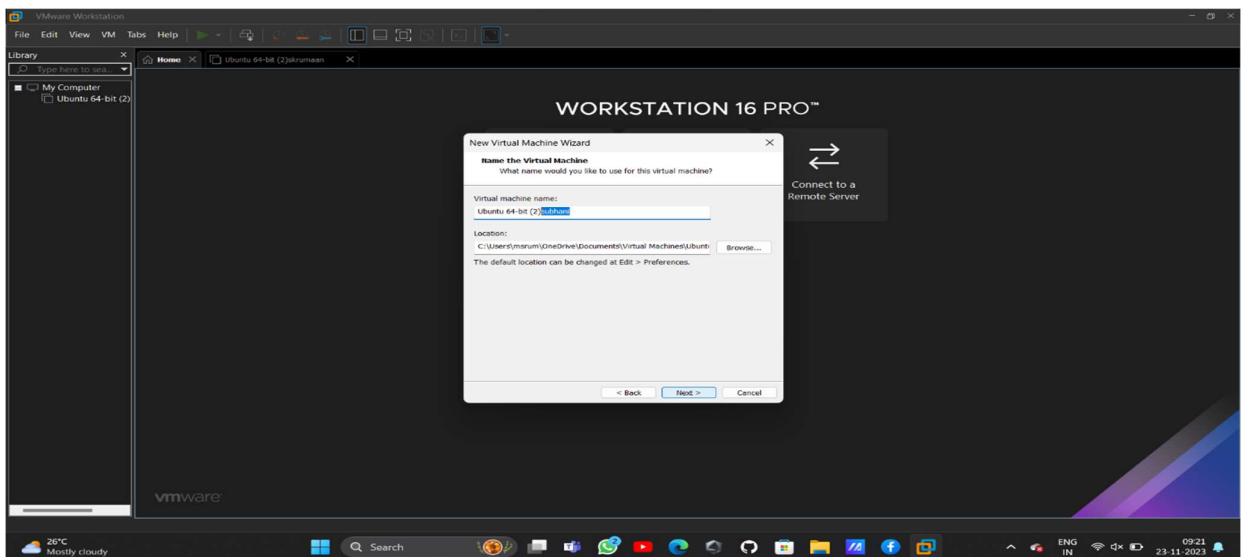 VMware Workstation
File Edit View VM Tabs Help
Library
Type here to sea...
Home
Ubuntu 64-bit (2)skrumaan
My Computer
Ubuntu 64-bit (2)
WORKSTATION 16 PRO™
New Virtual Machine Wizard
Name the Virtual Machine
What name would you like to use for this virtual machine?
Virtual machine name:
Ubuntu 64-bit (2)subhani
Location:
C:\Users\msrum\OneDrive\Documents\Virtual Machines\Ubunt
Browse...
The default location can be changed at Edit > Preferences.
< Back Next > Cancel
Connect to a
Remote Server
vmware
26°C
Mostly cloudy
Search
2
ENG
IN
09:21
23-11-2023